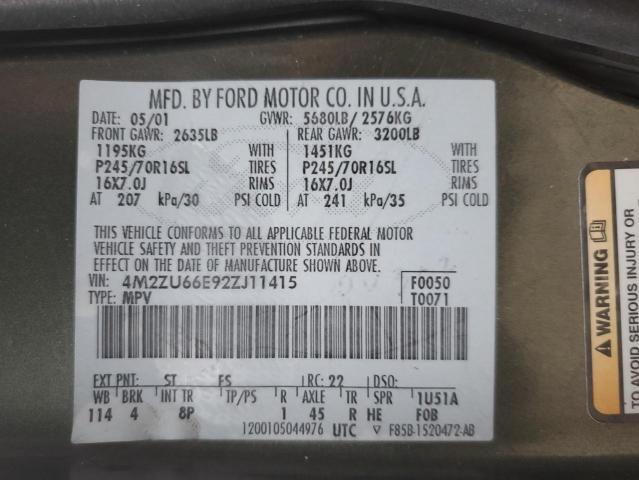 MFD. BY FORD MOTOR CO. IN U.S.A.
DATE: 05/01 GVWR: 5680LB/ 2576KG
FRONT GAWR: 2635LB REAR GAWR: 3200LB
1195KG WITH 1451KG WITH
P245/70R16SL TIRES P245/70R16SL TIRES
16X7.0J RIMS 16X7.0J RIMS
AT 207 kPa/30 PSI COLD AT 241 kPa/35 PSI COLD
THIS VEHICLE CONFORMS TO ALL APPLICABLE FEDERAL MOTOR
VEHICLE SAFETY AND THEFT PREVENTION STANDARDS IN
EFFECT ON THE DATE OF MANUFACTURE SHOWN ABOVE.
VIN: 4M2ZU66E92ZJ11415 F0050
TYPE: MPV T0071
EXT PNT: ST FS RC: 22 DSO:
WB BRK INT TR TP/PS R AXLE TR SPR 1U51A
114 4 8P 1 45 R HE FOB
1200105044976 UTC F85B-1520472-AB
WARNING
TO AVOID SERIOUS INJURY OR